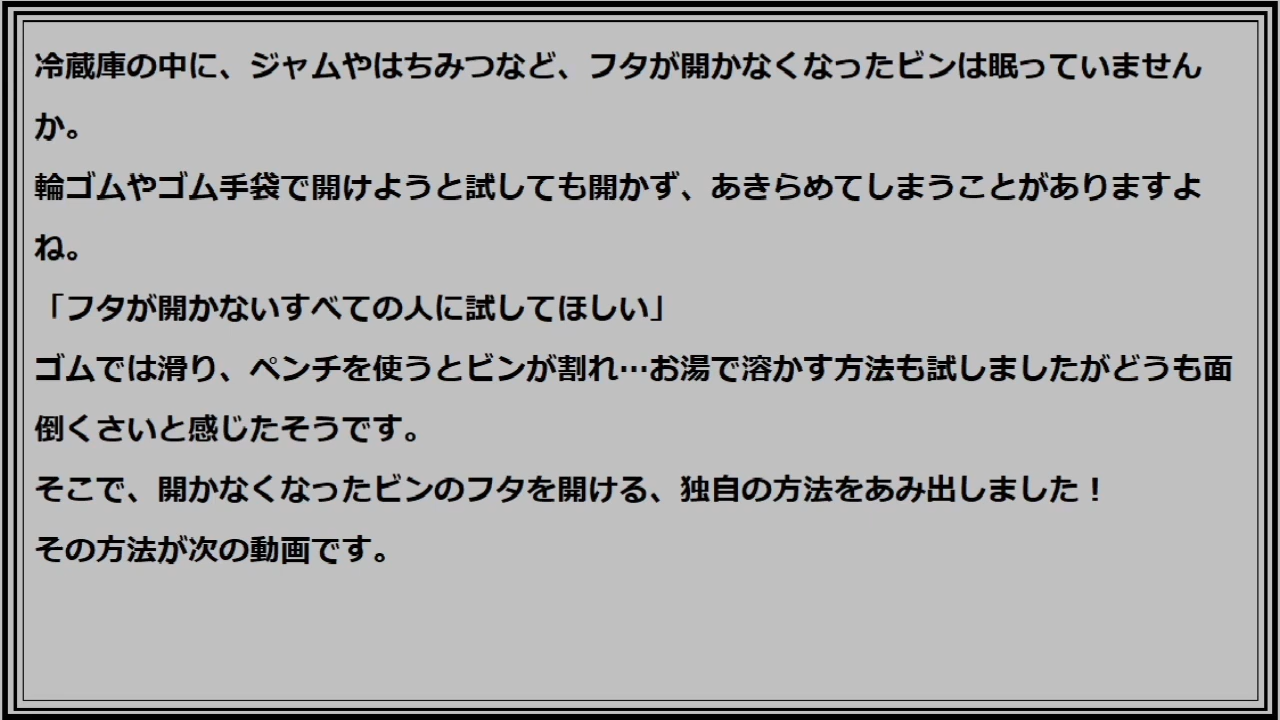 冷蔵庫の中に、ジャムやはちみつなど、フタが開かなくなったビンは眠っていません
か。
輪ゴムやゴム手袋で開けようと試しても開かず、あきらめてしまうことがありますよ
ね。
「フタが開かないすべての人に試してほしい」
ゴムでは滑り、ペンチを使うとビンが割れ…お湯で溶かす方法も試しましたがどうも面
倒くさいと感じたそうです。
そこで、開かなくなったビンのフタを開ける、独自の方法をあみ出しました！
その方法が次の動画です。